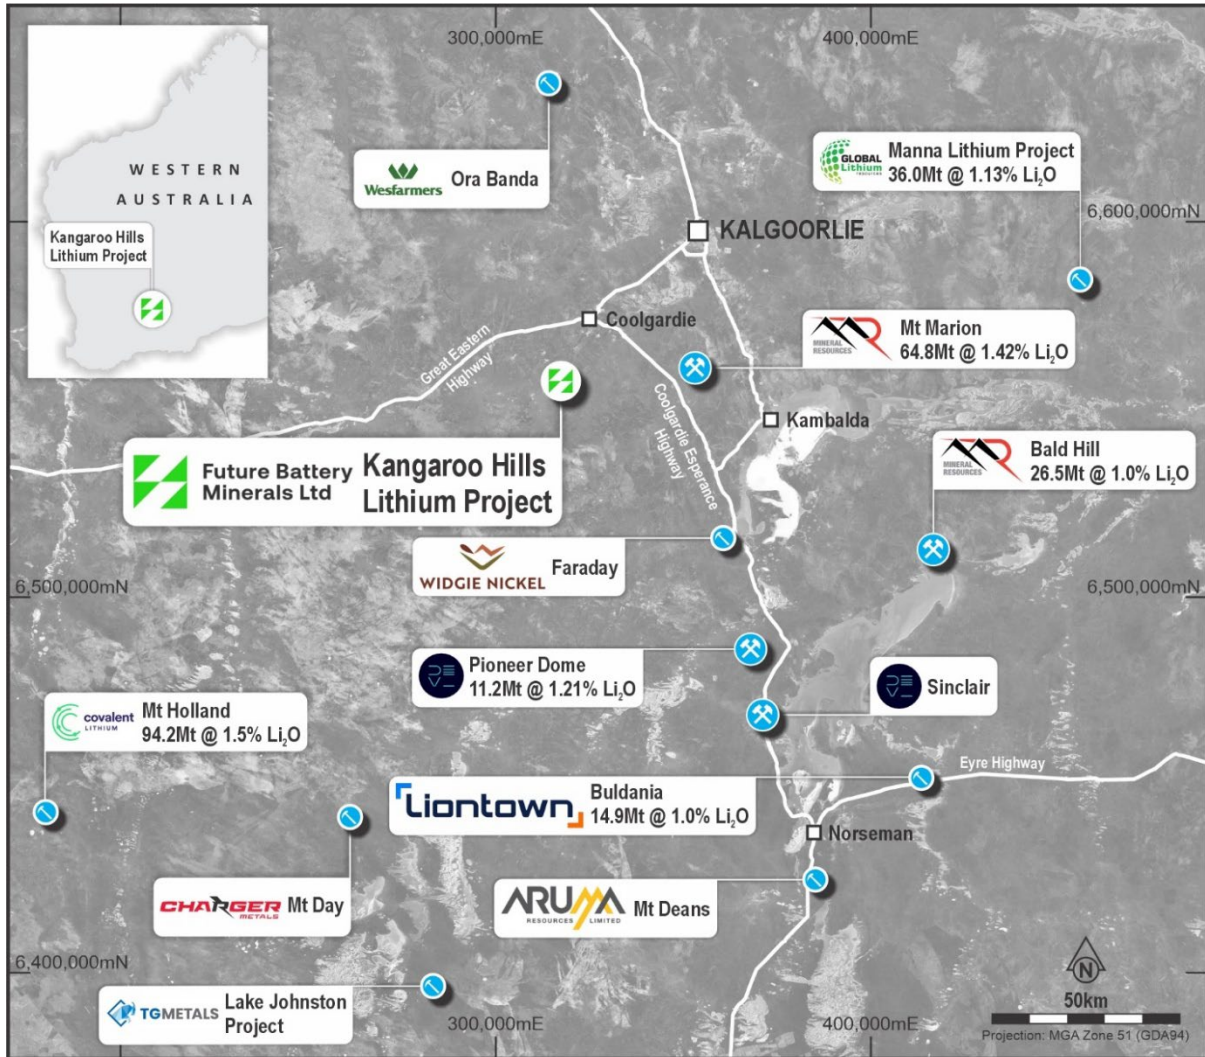 300,000mE
400,000mE
WESTERN
AUSTRALIA
Kangaroo Hills
Lithium Project
Wesfarmers
Ora Banda
GLOBAL
Lithium
Manna Lithium Project
36.0Mt @ 1.13% Li₂O
6,600,000mN
KALGOORLIE
Coolgardie
Great Eastern
Highway
MINERAL
RESOURCES
Mt Marion
64.8Mt @ 1.42% Li₂O
Coolgardie Esperance
Highway
Kambalda
Future Battery
Minerals Ltd
Kangaroo Hills
Lithium Project
MINERAL
RESOURCES
Bald Hill
26.5Mt @ 1.0% Li₂O
WIDGIE NICKEL
Faraday
6,500,000mN
6,500,000mN
Pioneer Dome
11.2Mt @ 1.21% Li₂O
Sinclair
covalent
LITHIUM
Mt Holland
94.2Mt @ 1.5% Li₂O
Eyre Highway
Liontown
Buldania
14.9Mt @ 1.0% Li₂O
Norseman
CHARGER
METALS
Mt Day
ARUMA
RESOURCES LIMITED
Mt Deans
6,400,000mN
TGMETALS
Lake Johnston
Project
300,000mE
400,000mE
N
50km
Projection: MGA Zone 51 (GDA94)